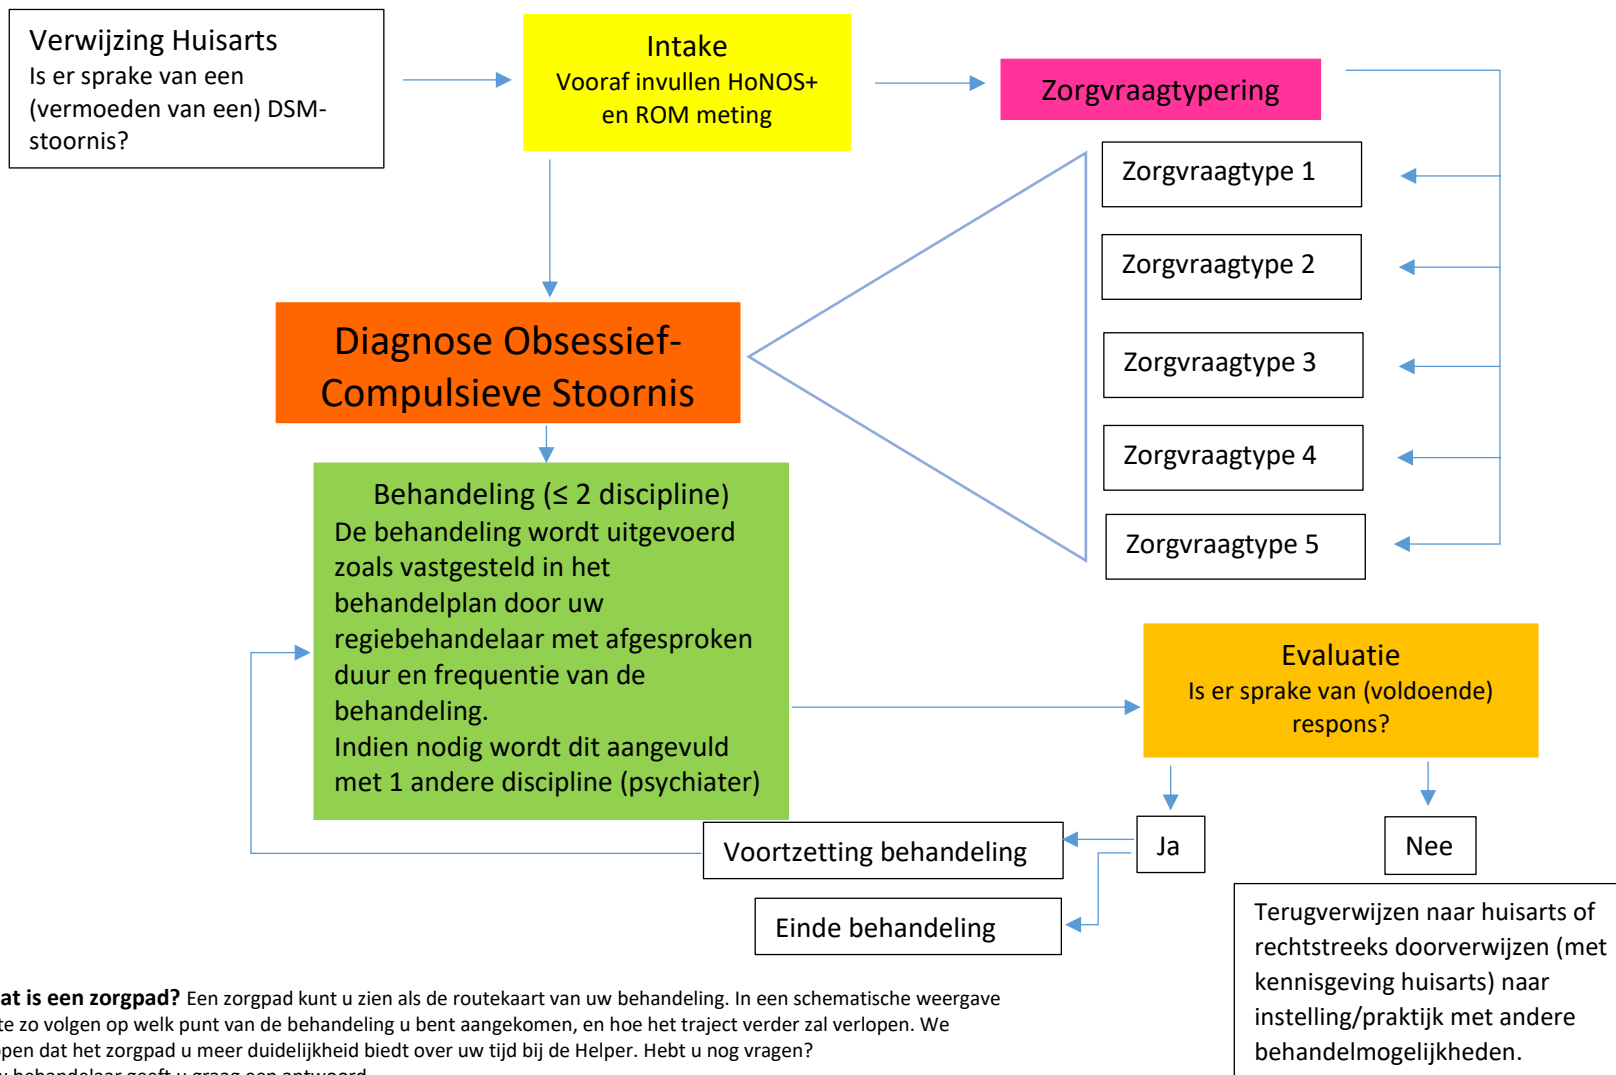 Verwijzing Huisarts
Is er sprake van een
(vermoeden van een) DSM-
stoornis?
Intake
Vooraf invullen HoNOS+
en ROM meting
Zorgvraagtypering
Zorgvraagtype 1
Zorgvraagtype 2
Zorgvraagtype 3
Zorgvraagtype 4
Zorgvraagtype 5
Diagnose Obsessief-
Compulsieve Stoornis
Behandeling (≤ 2 discipline)
De behandeling wordt uitgevoerd
zoals vastgesteld in het
behandelplan door uw
regiebehandelaar met afgesproken
duur en frequentie van de
behandeling.
Indien nodig wordt dit aangevuld
met 1 andere discipline (psychiater)
Evaluatie
Is er sprake van (voldoende)
respons?
Ja
Nee
Voortzetting behandeling
Einde behandeling
Terugverwijzen naar huisarts of
rechtstreeks doorverwijzen (met
kennisgeving huisarts) naar
instelling/praktijk met andere
behandelmogelijkheden.
at is een zorgpad? Een zorgpad kunt u zien als de routekaart van uw behandeling. In een schematische weergave
te zo volgen op welk punt van de behandeling u bent aangekomen, en hoe het traject verder zal verlopen. We
pen dat het zorgpad u meer duidelijkheid biedt over uw tijd bij de Helper. Hebt u nog vragen?
behandelaar geeft u graag een antwoord